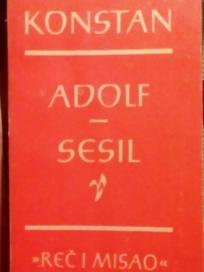 KONSTAN
ADOLF
–
SESIL
»REČ I MISAO«